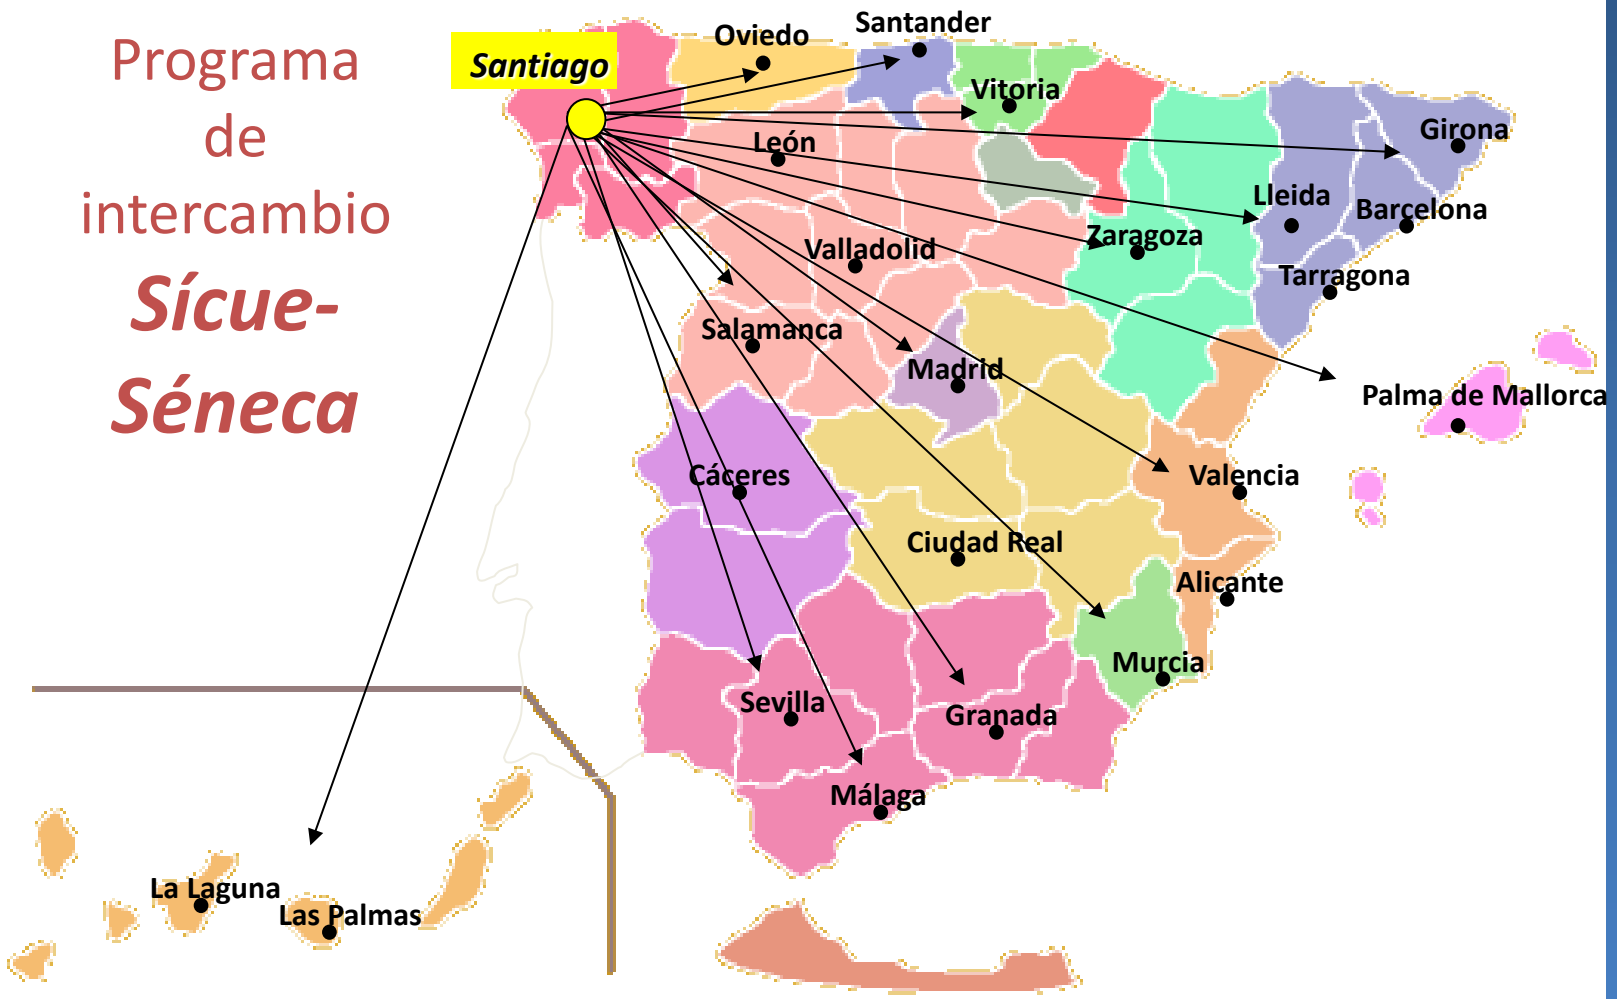 Programa
de
intercambio
Sícue-
Séneca
Santiago
Oviedo
Santander
Vitoria
Girona
León
Lleida
Barcelona
Zaragoza
Valladolid
Tarragona
Salamanca
Madrid
Palma de Mallorca
Cáceres
Valencia
Ciudad Real
Alicante
Murcia
Sevilla
Granada
Málaga
La Laguna
Las Palmas